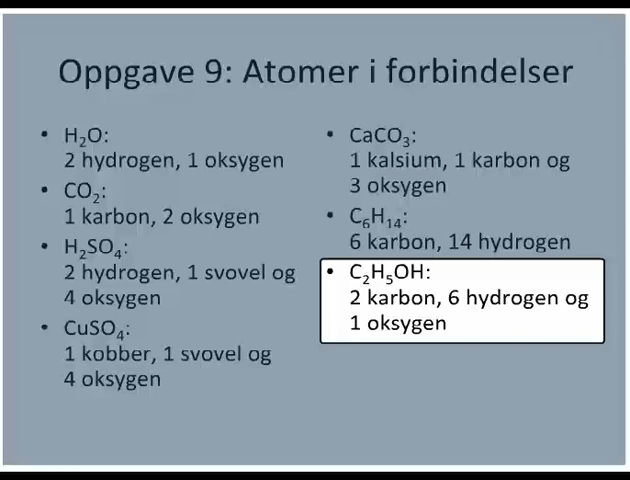 Oppgave 9: Atomer i forbindelser
• H₂O:
2 hydrogen, 1 oksygen
• CO₂:
1 karbon, 2 oksygen
• H₂SO₄:
2 hydrogen, 1 svovel og
4 oksygen
• CuSO₄:
1 kobber, 1 svovel og
4 oksygen
• CaCO₃:
1 kalsium, 1 karbon og
3 oksygen
• C₆H₁₄:
6 karbon, 14 hydrogen
• C₂H₅OH:
2 karbon, 6 hydrogen og
1 oksygen